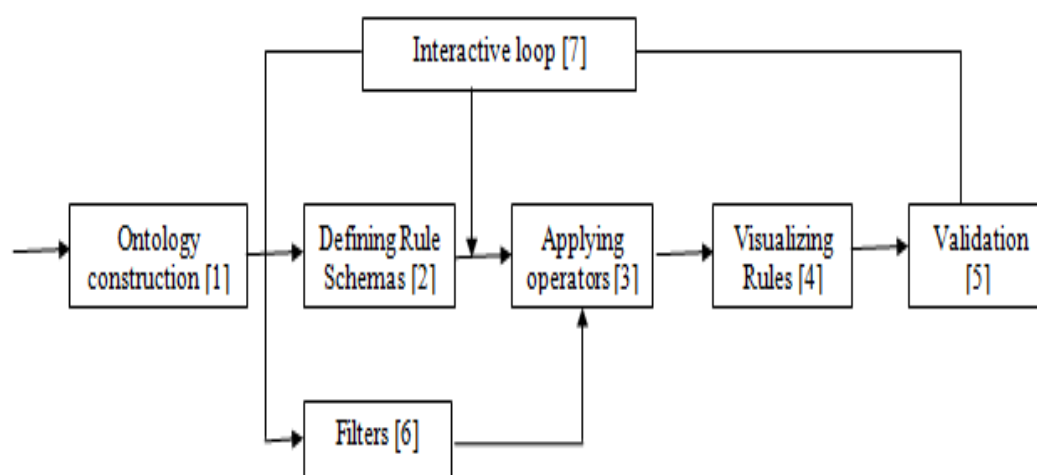 Interactive loop [7]
Ontology
construction [1]
Defining Rule
Schemas [2]
Applying
operators [3]
Visualizing
Rules [4]
Validation
[5]
Filters [6]